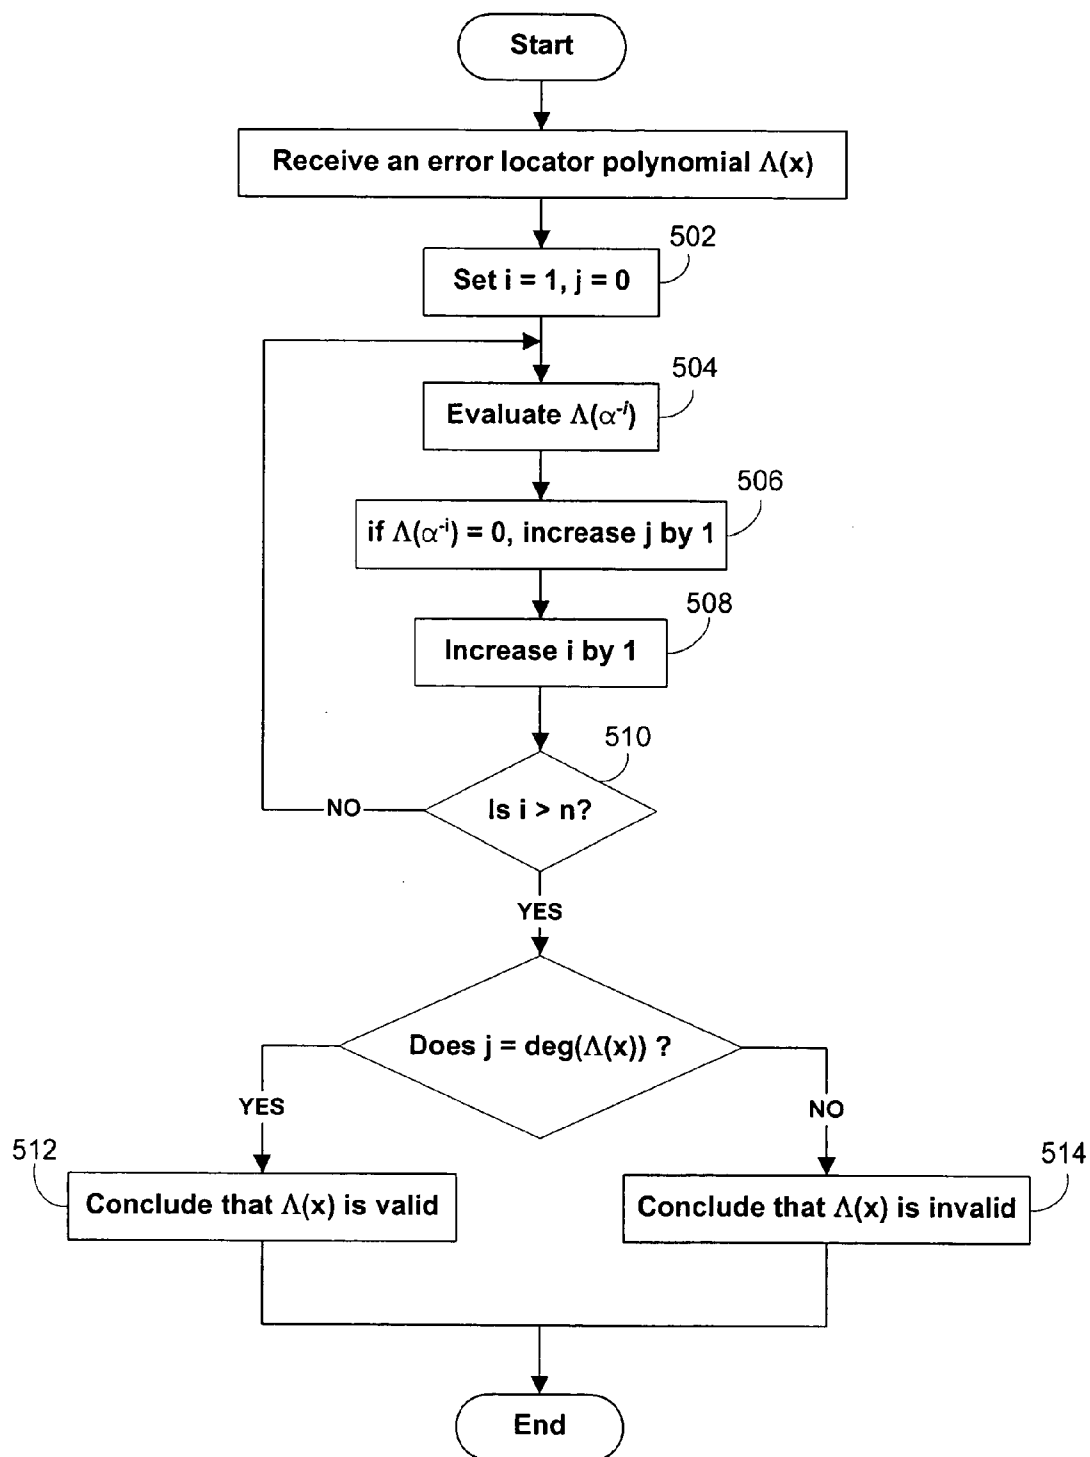 Start
Receive an error locator polynomial Λ(x)
502
Set i = 1, j = 0
504
Evaluate Λ(α⁻ⁱ)
506
if Λ(α⁻ⁱ) = 0, increase j by 1
508
Increase i by 1
510
Is i > n?
NO
YES
Does j = deg(Λ(x)) ?
YES
NO
512
Conclude that Λ(x) is valid
514
Conclude that Λ(x) is invalid
End